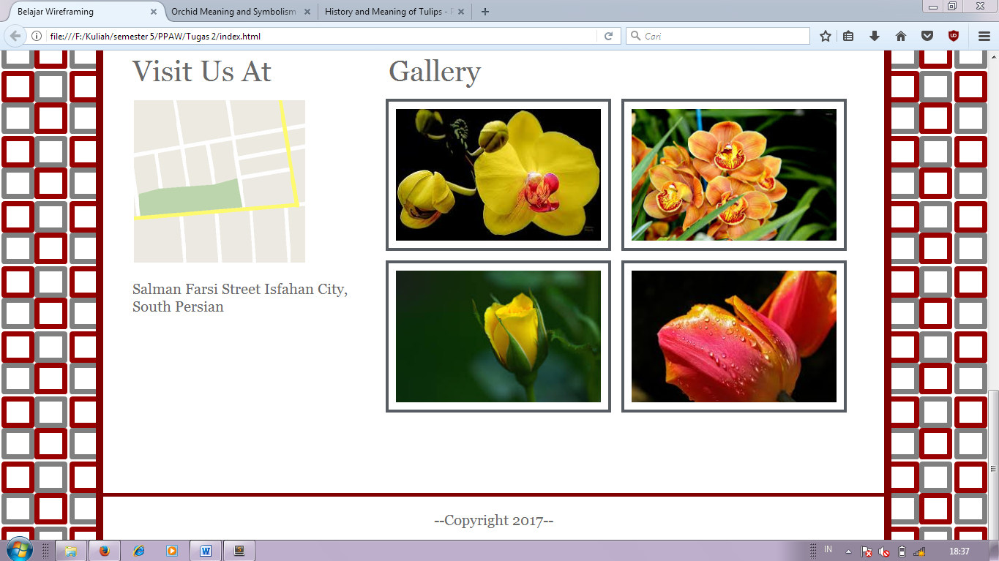 Belajar Wireframing
Orchid Meaning and Symbolism
History and Meaning of Tulips -
file:///F:/Kuliah/semester 5/PPAW/Tugas 2/index.html
Cari
Visit Us At
Gallery
Salman Farsi Street Isfahan City,
South Persian
--Copyright 2017--
IN
18:37